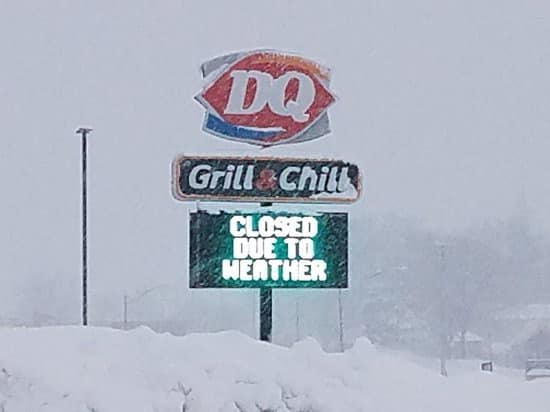 DQ
Grill & Chill
CLOSED
DUE TO
WEATHER